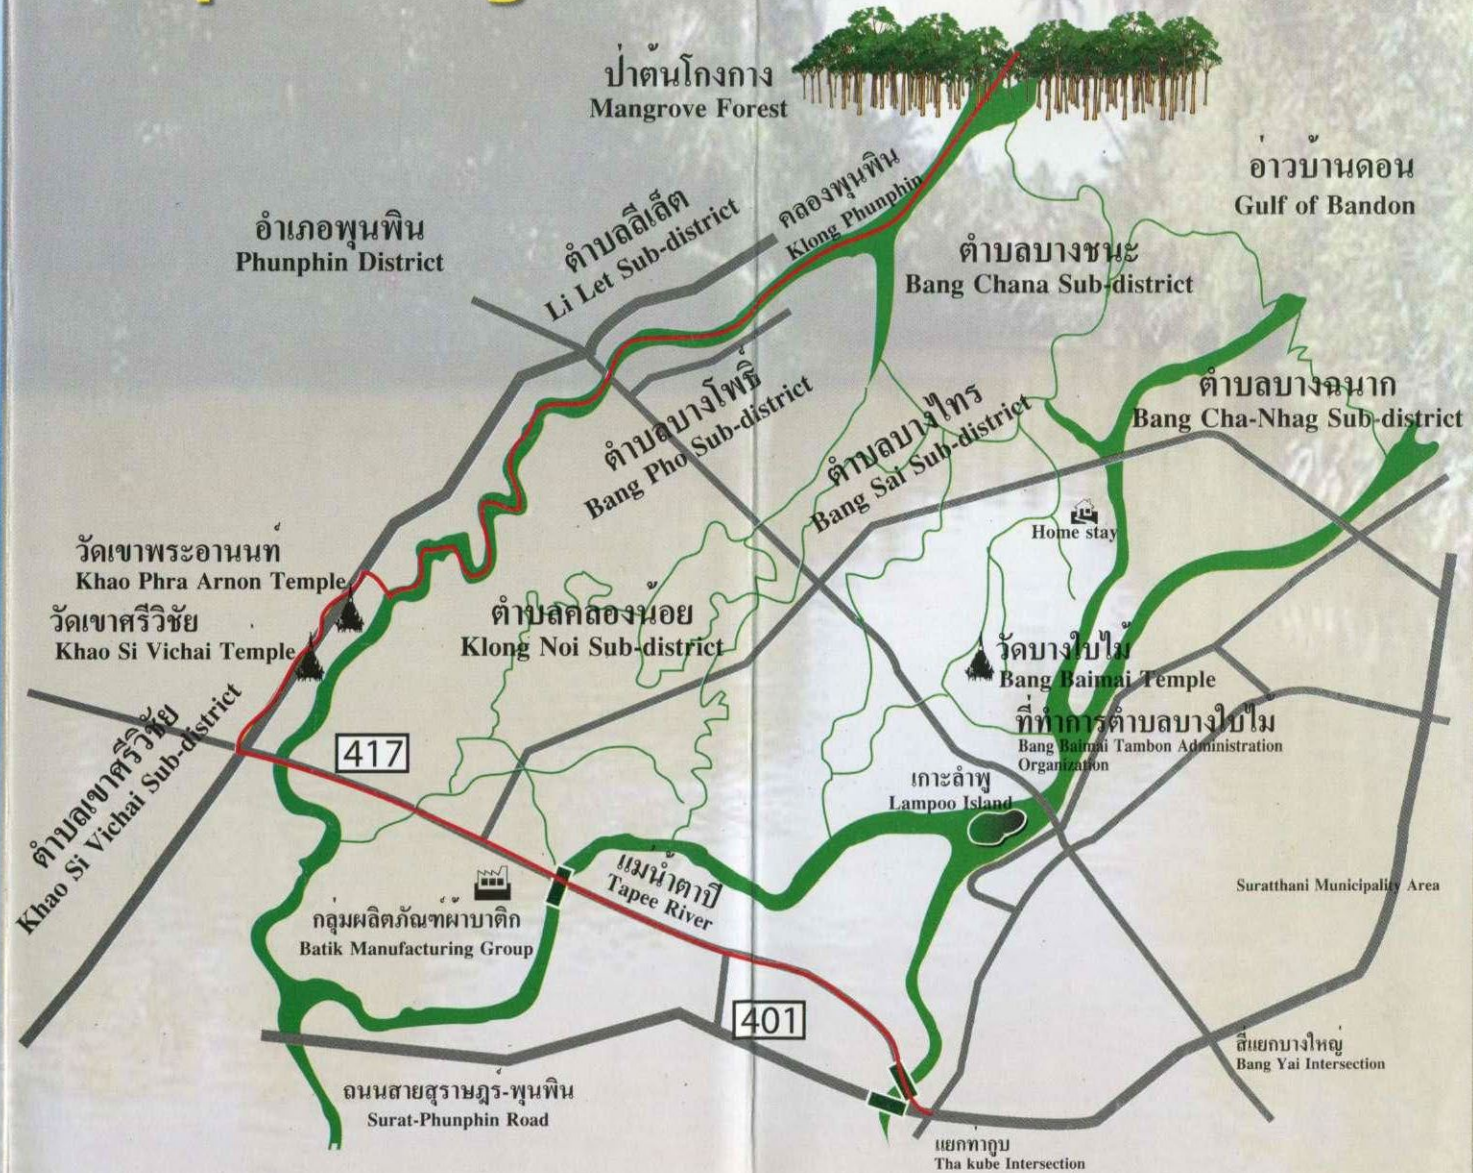 ป่าต้นโกงกาง
Mangrove Forest
อ่าวบ้านดอน
Gulf of Bandon
อำเภอพุนพิน
Phunphin District
ตำบลลีเล็ด
Li Let Sub-district
คลองพุนพิน
Klong Phunphin
ตำบลบางชนะ
Bang Chana Sub-district
ตำบลบางโพธิ์
Bang Pho Sub-district
ตำบลบางไทร
Bang Sai Sub-district
ตำบลบางฉนาก
Bang Cha-Nhag Sub-district
Home stay
วัดเขาพระอานนท์
Khao Phra Arnon Temple
วัดเขาศรีวิชัย
Khao Si Vichai Temple
ตำบลคลองน้อย
Klong Noi Sub-district
วัดบางใบไม้
Bang Baimai Temple
ที่ทำการตำบลบางใบไม้
Bang Baimai Tambon Administration
Organization
ตำบลเขาศรีวิชัย
Khao Si Vichai Sub-district
417
เกาะลำพู
Lampoo Island
แม่น้ำตาปี
Tapee River
Suratthani Municipality Area
กลุ่มผลิตภัณฑ์ผ้าบาติก
Batik Manufacturing Group
401
สี่แยกบางใหญ่
Bang Yai Intersection
ถนนสายสุราษฎร์-พุนพิน
Surat-Phunphin Road
แยกท่ากูบ
Tha kube Intersection